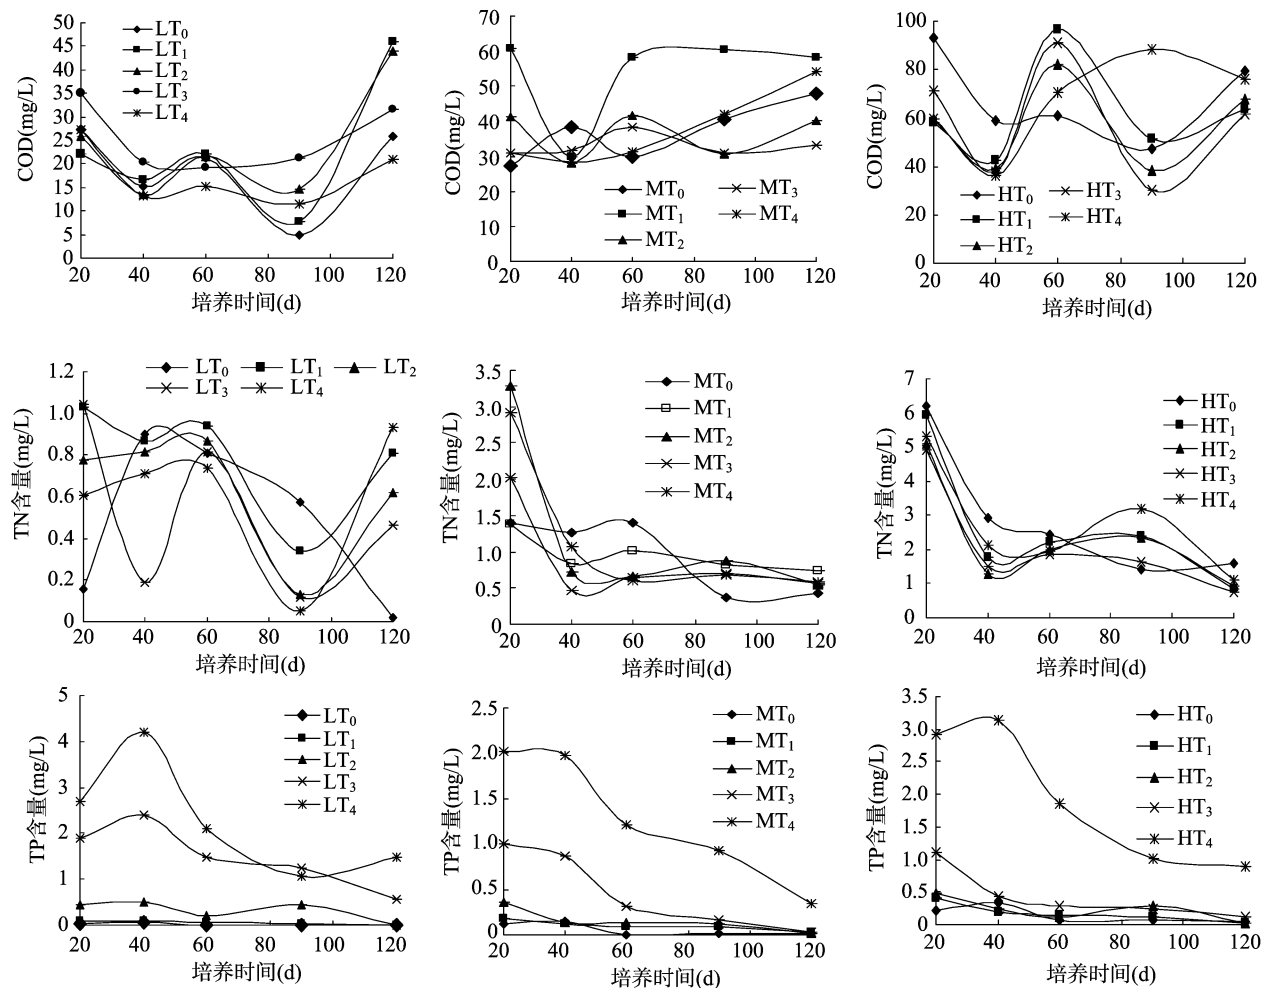 COD(mg/L)
50
45
40
35
30
25
20
15
10
5
0
20 40 60 80 100 120
培养时间(d)
LT0
LT1
LT2
LT3
LT4
COD(mg/L)
70
60
50
40
30
20
10
0
20 40 60 80 100 120
培养时间(d)
MT0 MT3
MT1 MT4
MT2
COD(mg/L)
100
80
60
40
20
0
20 40 60 80 100 120
培养时间(d)
HT0 HT3
HT1 HT4
HT2
TN含量(mg/L)
1.2
1.0
0.8
0.6
0.4
0.2
0
20 40 60 80 100 120
培养时间(d)
LT0 LT1 LT2
LT3 LT4
TN含量(mg/L)
3.5
3.0
2.5
2.0
1.5
1.0
0.5
0
20 40 60 80 100 120
培养时间(d)
MT0
MT1
MT2
MT3
MT4
TN含量(mg/L)
7
6
5
4
3
2
1
0
20 40 60 80 100 120
培养时间(d)
HT0
HT1
HT2
HT3
HT4
TP含量(mg/L)
5
4
3
2
1
0
20 40 60 80 100 120
培养时间(d)
LT0
LT1
LT2
LT3
LT4
TP含量(mg/L)
2.5
2.0
1.5
1.0
0.5
0
20 40 60 80 100 120
培养时间(d)
MT0
MT1
MT2
MT3
MT4
TP含量(mg/L)
3.5
3.0
2.5
2.0
1.5
1.0
0.5
0
20 40 60 80 100 120
培养时间(d)
HT0
HT1
HT2
HT3
HT4